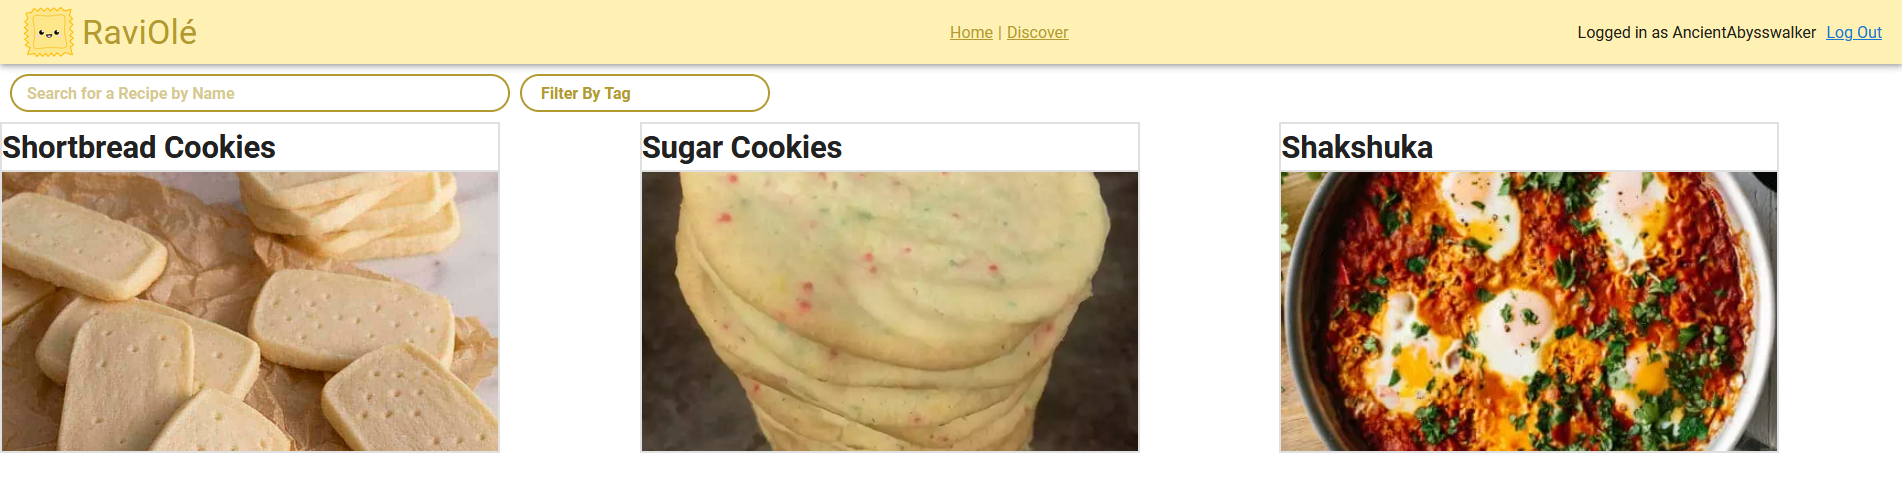 RaviOlé
Home | Discover
Logged in as AncientAbysswalker Log Out
Search for a Recipe by Name
Filter By Tag
Shortbread Cookies
Sugar Cookies
Shakshuka